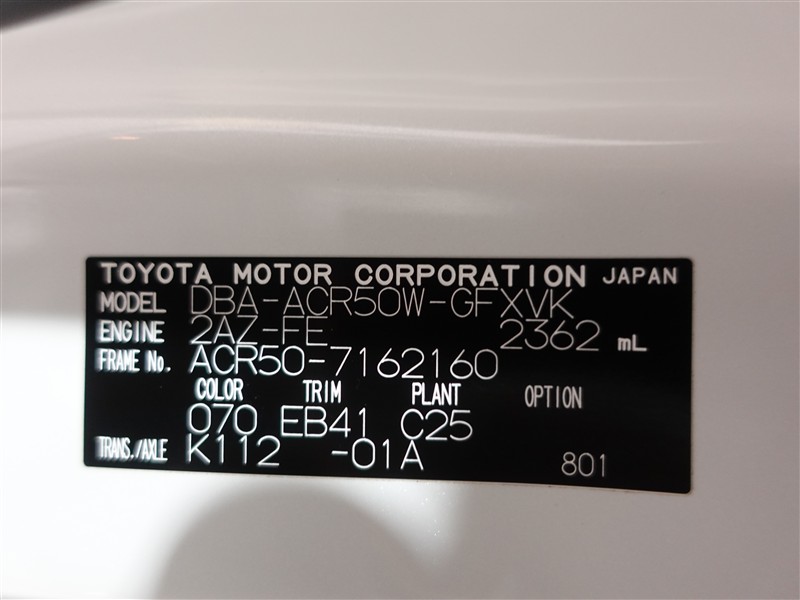 TOYOTA MOTOR CORPORATION JAPAN
MODEL DBA-ACR50W-GFXVK
ENGINE 2AZ-FE 2362 mL
FRAME No. ACR50-7162160
COLOR TRIM PLANT OPTION
070 EB41 C25
TRANS./AXLE K112 -01A 801